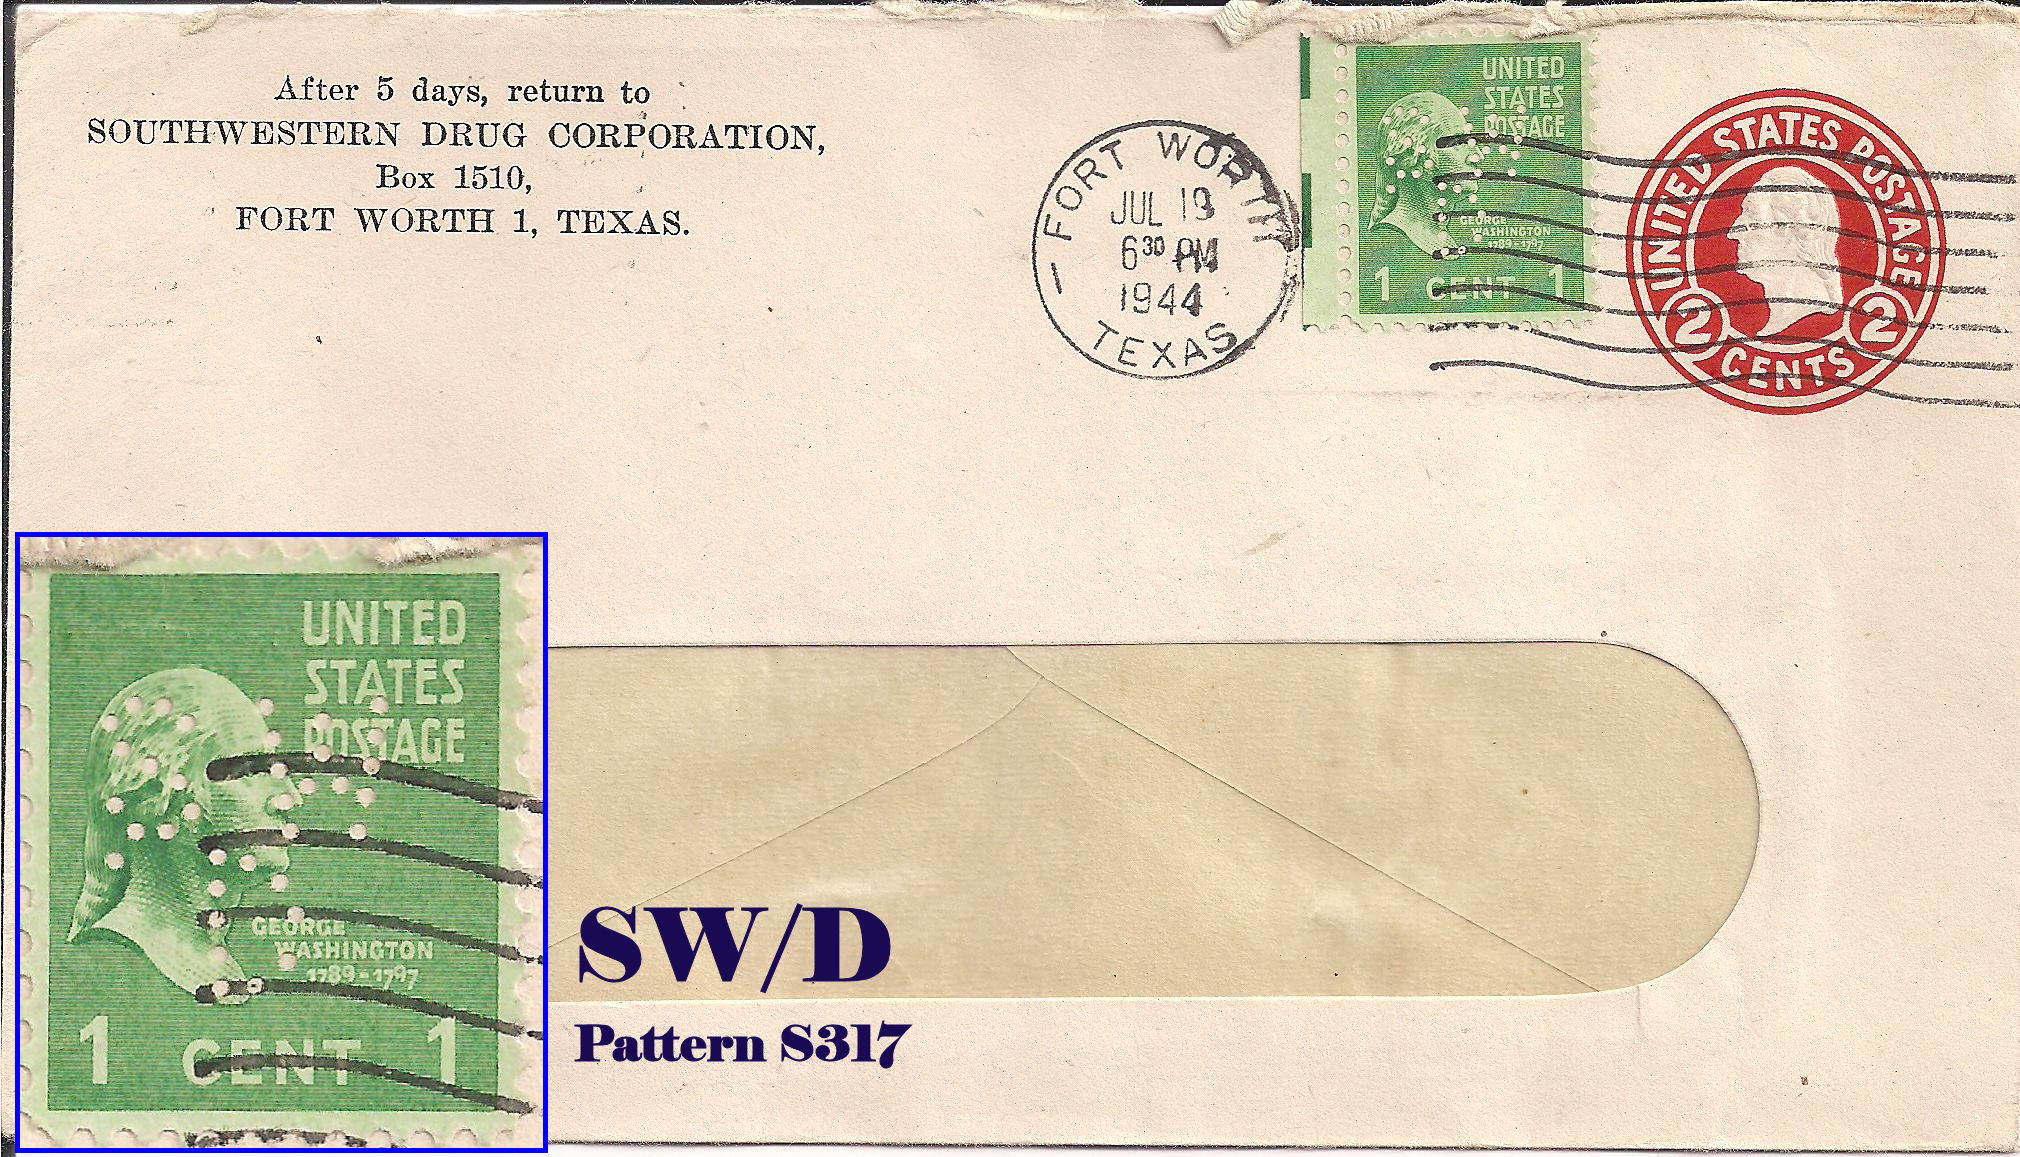 After 5 days, return to
SOUTHWESTERN DRUG CORPORATION,
Box 1510,
FORT WORTH 1, TEXAS.
FORT WORTH
JUL 19
6 30 PM
1944
TEXAS
UNITED
STATES
POSTAGE
GEORGE
WASHINGTON
1789-1797
1 CENT 1
UNITED STATES POSTAGE
2 2
CENTS
UNITED
STATES
POSTAGE
GEORGE
WASHINGTON
1789-1797
1 CENT 1
SW/D
Pattern S317